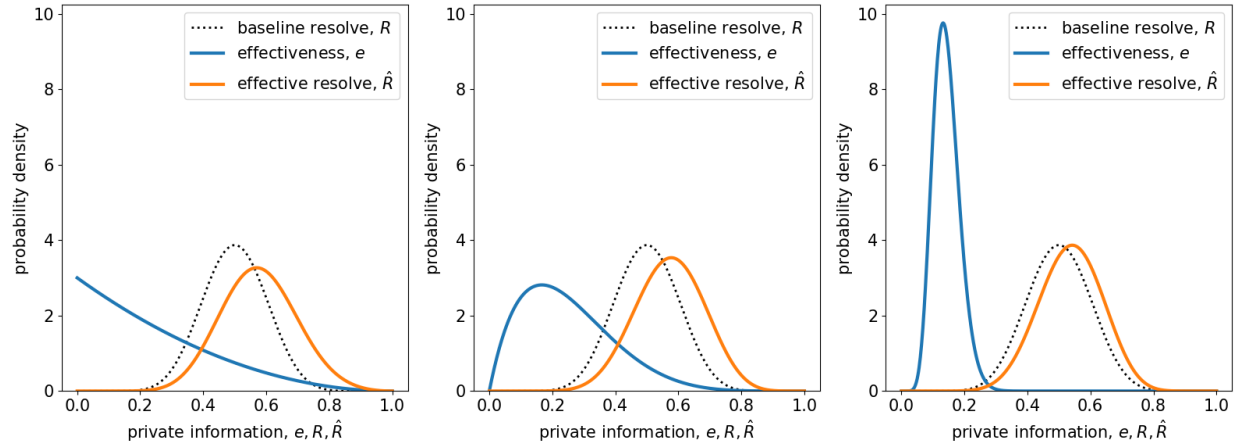 10
8
6
4
2
0
probability density
baseline resolve, R
effectiveness, e
effective resolve, R̂
0.0 0.2 0.4 0.6 0.8 1.0
private information, e, R, R̂
10
8
6
4
2
0
probability density
baseline resolve, R
effectiveness, e
effective resolve, R̂
0.0 0.2 0.4 0.6 0.8 1.0
private information, e, R, R̂
10
8
6
4
2
0
probability density
baseline resolve, R
effectiveness, e
effective resolve, R̂
0.0 0.2 0.4 0.6 0.8 1.0
private information, e, R, R̂